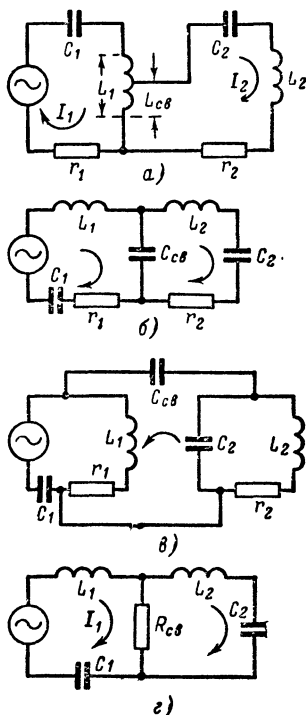 C₁ C₂
L₁ Lсв I₂ L₂
I₁
r₁ r₂
а)
L₁ L₂
C₁ Cсв C₂
r₁ r₂
б)
Cсв
L₁ C₂ L₂
C₁ r₁ r₂
в)
L₁ L₂
I₁ Rсв C₂
C₁
г)